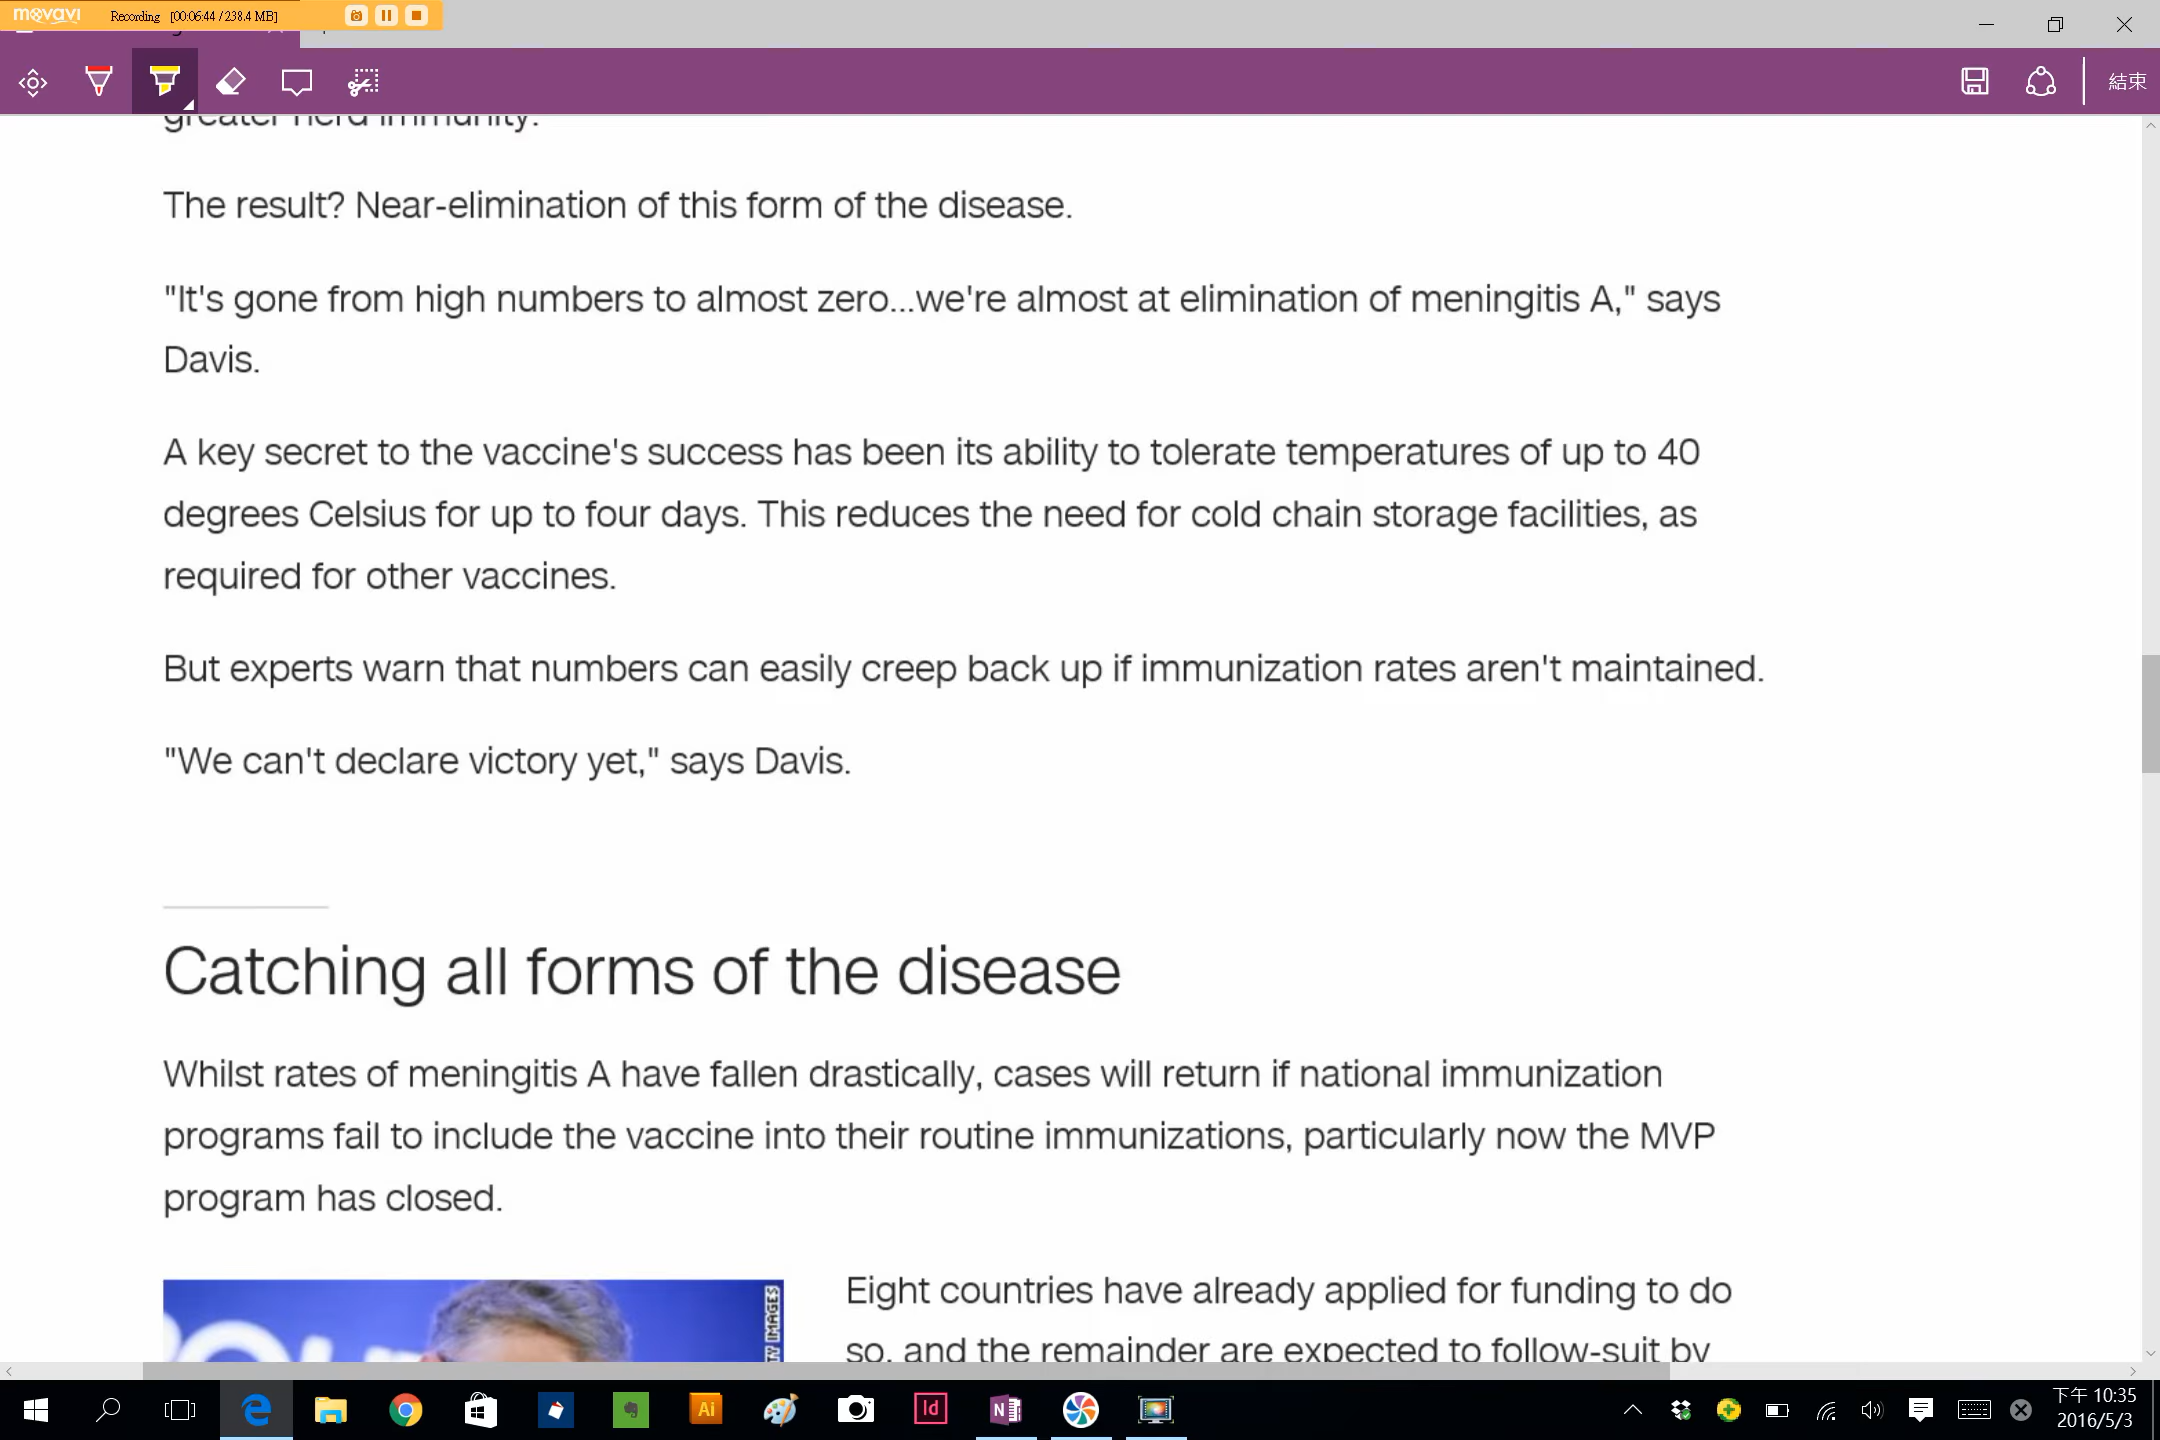 movavi Recording [00:06:44 / 238.4 MB]
結束
greater herd immunity.
The result? Near-elimination of this form of the disease.
"It's gone from high numbers to almost zero...we're almost at elimination of meningitis A," says
Davis.
A key secret to the vaccine's success has been its ability to tolerate temperatures of up to 40
degrees Celsius for up to four days. This reduces the need for cold chain storage facilities, as
required for other vaccines.
But experts warn that numbers can easily creep back up if immunization rates aren't maintained.
"We can't declare victory yet," says Davis.
Catching all forms of the disease
Whilst rates of meningitis A have fallen drastically, cases will return if national immunization
programs fail to include the vaccine into their routine immunizations, particularly now the MVP
program has closed.
TY IMAGES
Eight countries have already applied for funding to do
so, and the remainder are expected to follow-suit by
Ai
Id
N
下午 10:35
2016/5/3